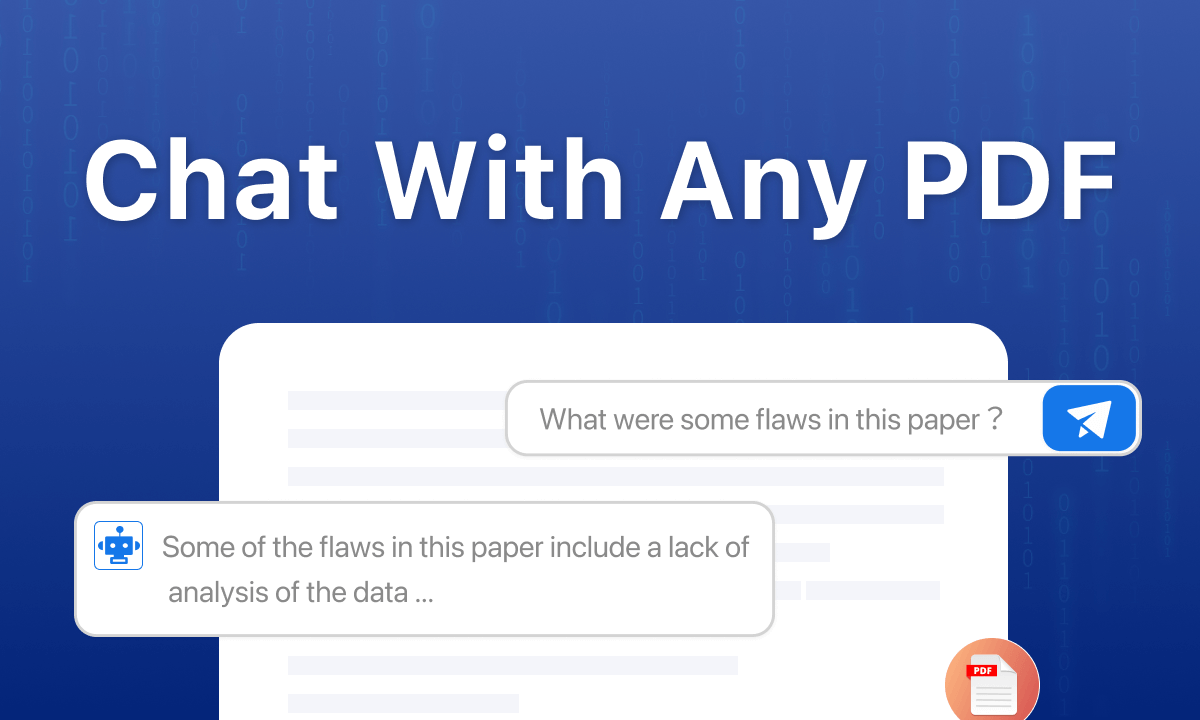 Chat With Any PDF
What were some flaws in this paper ?
Some of the flaws in this paper include a lack of
analysis of the data ...
PDF